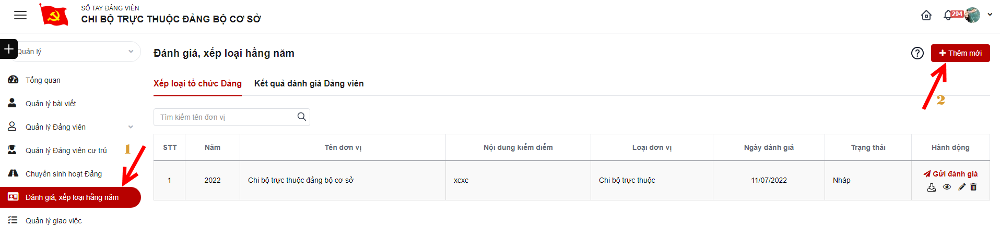 SỔ TAY ĐẢNG VIÊN
CHI BỘ TRỰC THUỘC ĐẢNG BỘ CƠ SỞ
294
Quản lý
Tổng quan
Quản lý bài viết
Quản lý Đảng viên
Quản lý Đảng viên cư trú
1
Chuyển sinh hoạt Đảng
Đánh giá, xếp loại hằng năm
Quản lý giao việc
Đánh giá, xếp loại hằng năm
Thêm mới
2
Xếp loại tổ chức Đảng Kết quả đánh giá Đảng viên
Tìm kiếm tên đơn vị
STT Năm Tên đơn vị Nội dung kiểm điểm Loại đơn vị Ngày đánh giá Trạng thái Hành động
1 2022 Chi bộ trực thuộc đảng bộ cơ sở xcxc Chi bộ trực thuộc 11/07/2022 Nháp Gửi đánh giá